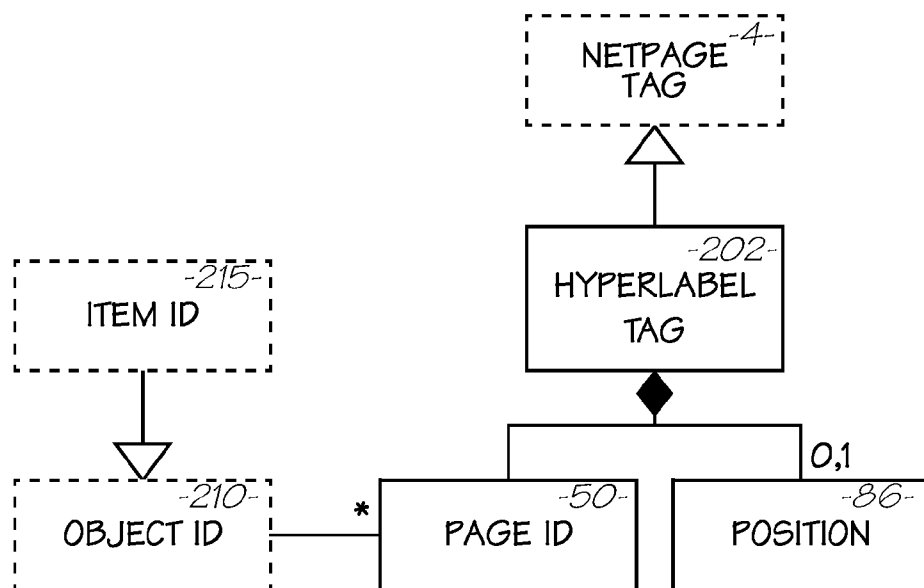 -4-
NETPAGE
TAG
-202-
HYPERLABEL
TAG
-215-
ITEM ID
0,1
-210-
OBJECT ID
*
-50-
PAGE ID
-86-
POSITION